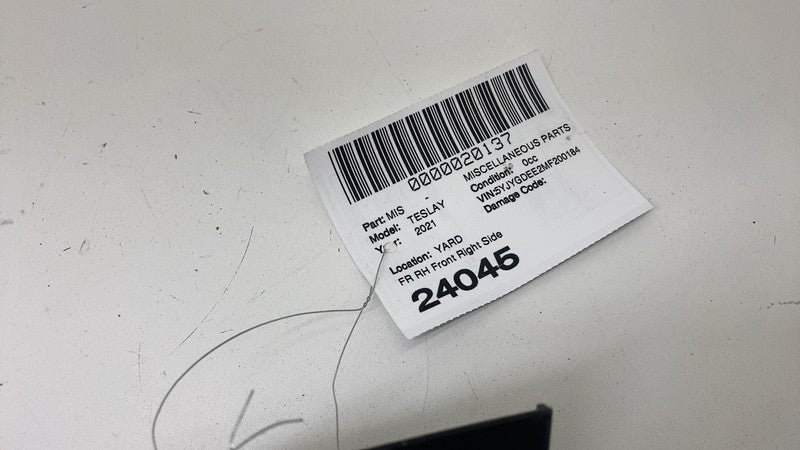 0000020137
Part: MIS - MISCELLANEOUS PARTS
Model: TESLAY Condition: 0cc
Year: 2021 VIN:5YJYGDEE2MF200184
Damage Code:
Location: YARD
FR RH Front Right Side
24045